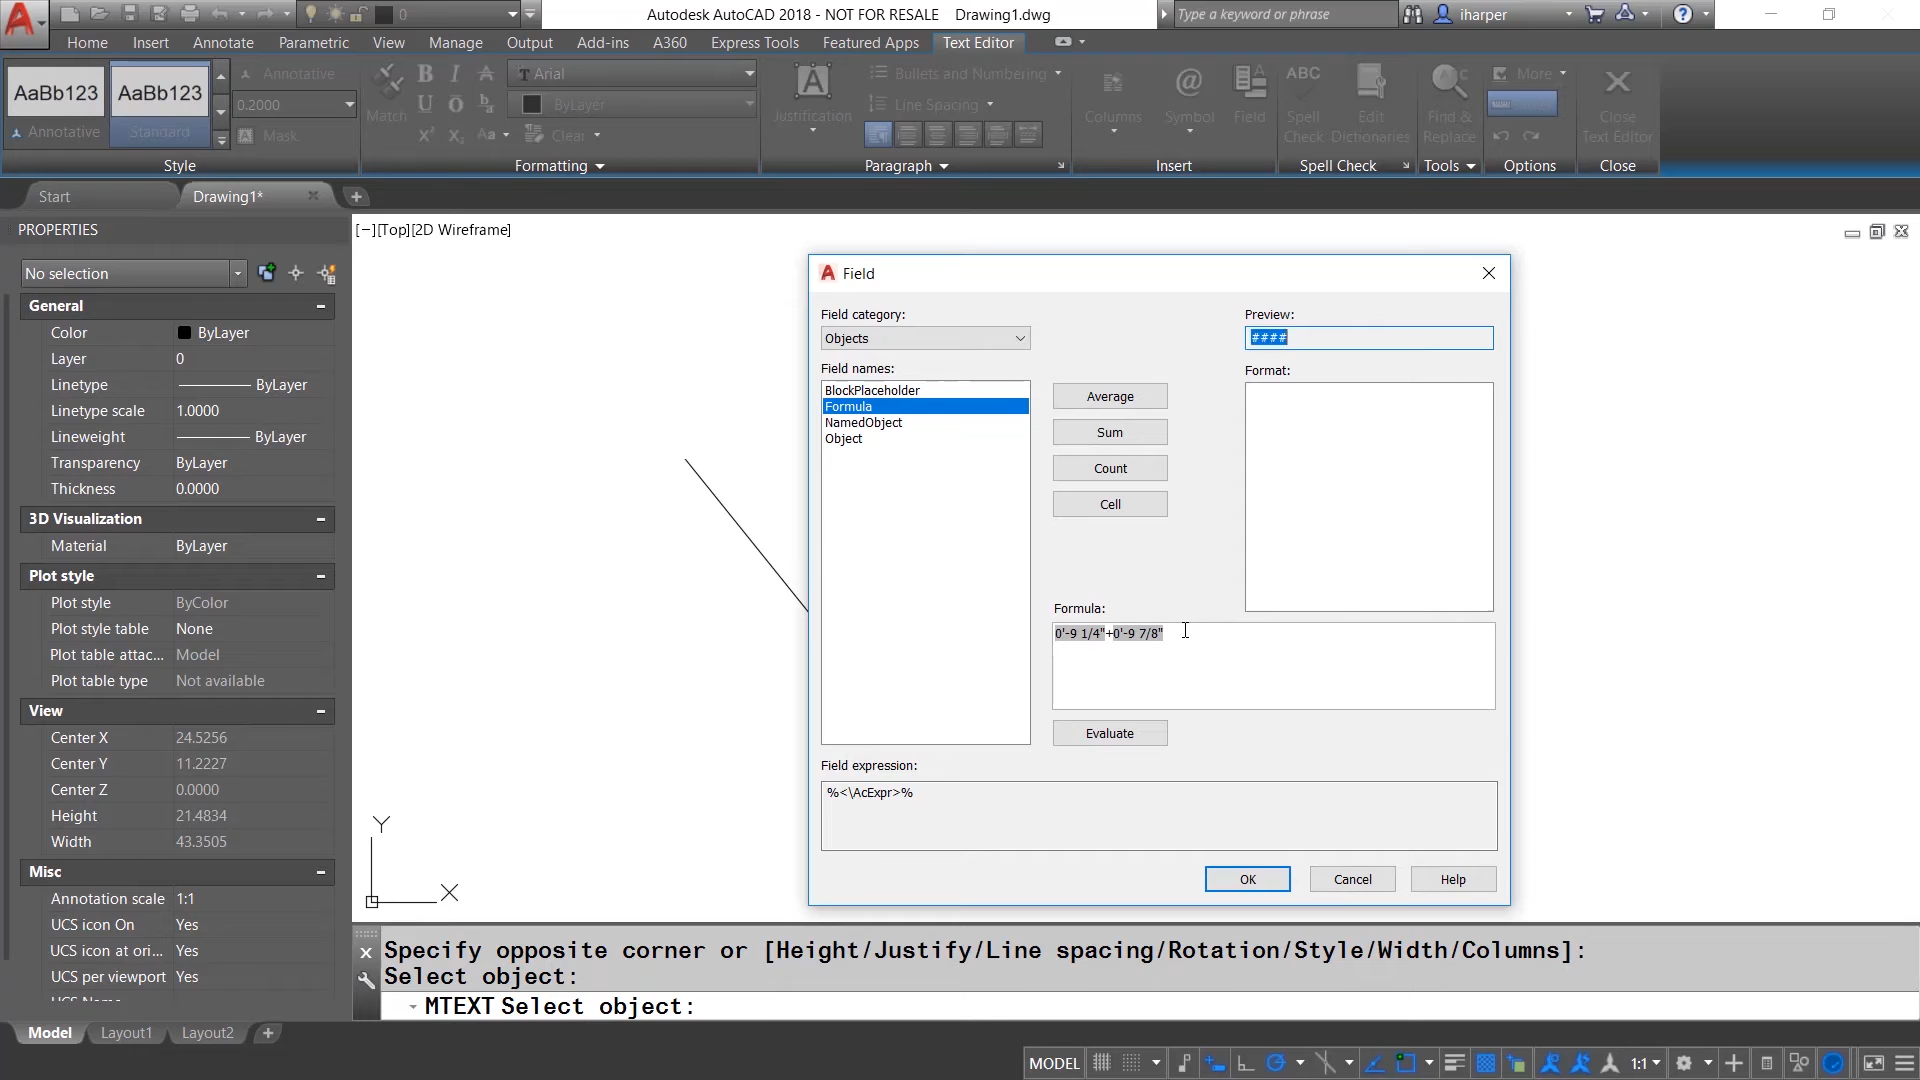 0
Autodesk AutoCAD 2018 - NOT FOR RESALE Drawing1.dwg
Type a keyword or phrase
iharper
Home Insert Annotate Parametric View Manage Output Add-ins A360 Express Tools Featured Apps Text Editor
AaBb123
Annotative
AaBb123
Standard
Annotative
0.2000
Mask
Style
Match
Arial
ByLayer
Clear
Formatting
Justification
Bullets and Numbering
Line Spacing
Paragraph
Columns
Symbol
Field
Insert
ABC
Spell
Check
Edit
Dictionaries
Spell Check
Find &
Replace
Tools
More
Options
Close
Text Editor
Close
Start
Drawing1*
PROPERTIES
No selection
General
Color ByLayer
Layer 0
Linetype ByLayer
Linetype scale 1.0000
Lineweight ByLayer
Transparency ByLayer
Thickness 0.0000
3D Visualization
Material ByLayer
Plot style
Plot style ByColor
Plot style table None
Plot table attac... Model
Plot table type Not available
View
Center X 24.5256
Center Y 11.2227
Center Z 0.0000
Height 21.4834
Width 43.3505
Misc
Annotation scale 1:1
UCS icon On Yes
UCS icon at ori... Yes
UCS per viewport Yes
[−][Top][2D Wireframe]
Y
X
Field
Field category:
Objects
Field names:
BlockPlaceholder
Formula
NamedObject
Object
Average
Sum
Count
Cell
Preview:
####
Format:
Formula:
0'-9 1/4"+0'-9 7/8"
Evaluate
Field expression:
%<\AcExpr>%
OK
Cancel
Help
Specify opposite corner or [Height/Justify/Line spacing/Rotation/Style/Width/Columns]:
Select object:
MTEXT Select object:
Model Layout1 Layout2
MODEL
1:1